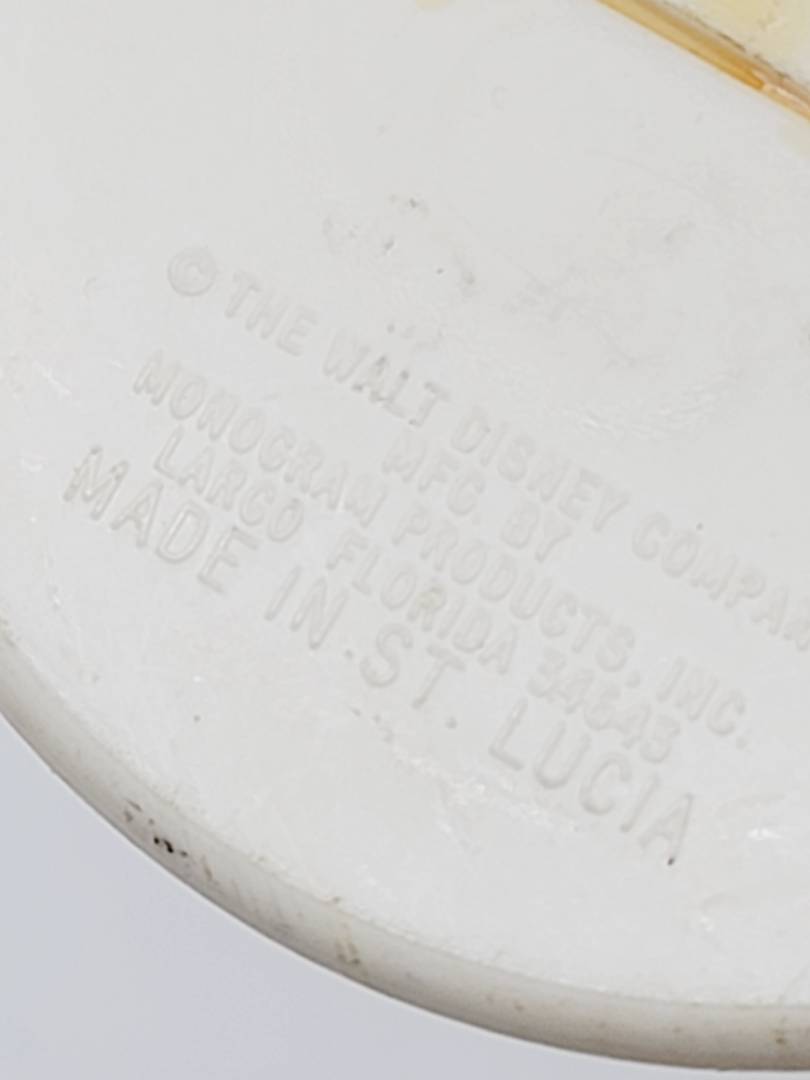 © THE WALT DISNEY COMPAN
MFG. BY
MONOGRAM PRODUCTS, INC.
LARGO FLORIDA 34643
MADE IN ST. LUCIA